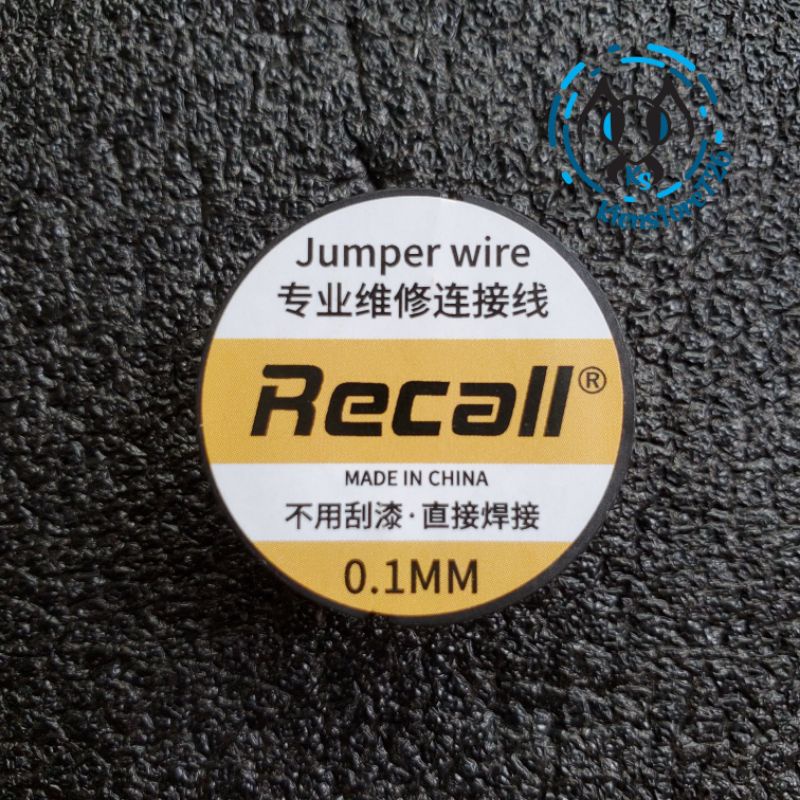 Ks
Jumper wire
专业维修连接线
Recall®
MADE IN CHINA
不用刮漆·直接焊接
0.1MM